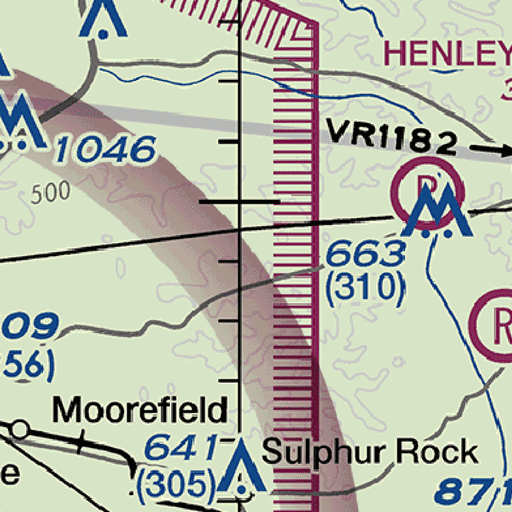 HENLEY
VR1182
1046
500
R
663
(310)
09
56)
R
Moorefield
641
(305)
Sulphur Rock
e
871